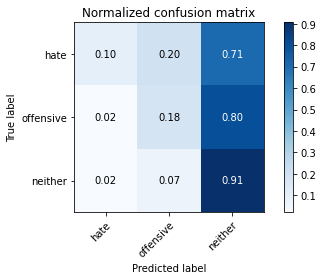 Normalized confusion matrix
True label
hate
offensive
neither
0.10 0.20 0.71
0.02 0.18 0.80
0.02 0.07 0.91
hate
offensive
neither
Predicted label
0.9
0.8
0.7
0.6
0.5
0.4
0.3
0.2
0.1